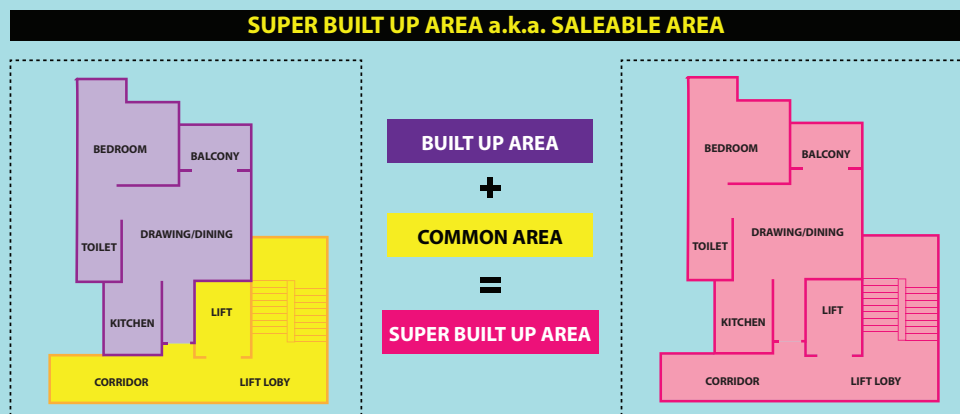 SUPER BUILT UP AREA a.k.a. SALEABLE AREA
BEDROOM
BALCONY
DRAWING/DINING
TOILET
LIFT
KITCHEN
CORRIDOR
LIFT LOBY
BUILT UP AREA
+
COMMON AREA
=
SUPER BUILT UP AREA
BEDROOM
BALCONY
DRAWING/DINING
TOILET
LIFT
KITCHEN
CORRIDOR
LIFT LOBY